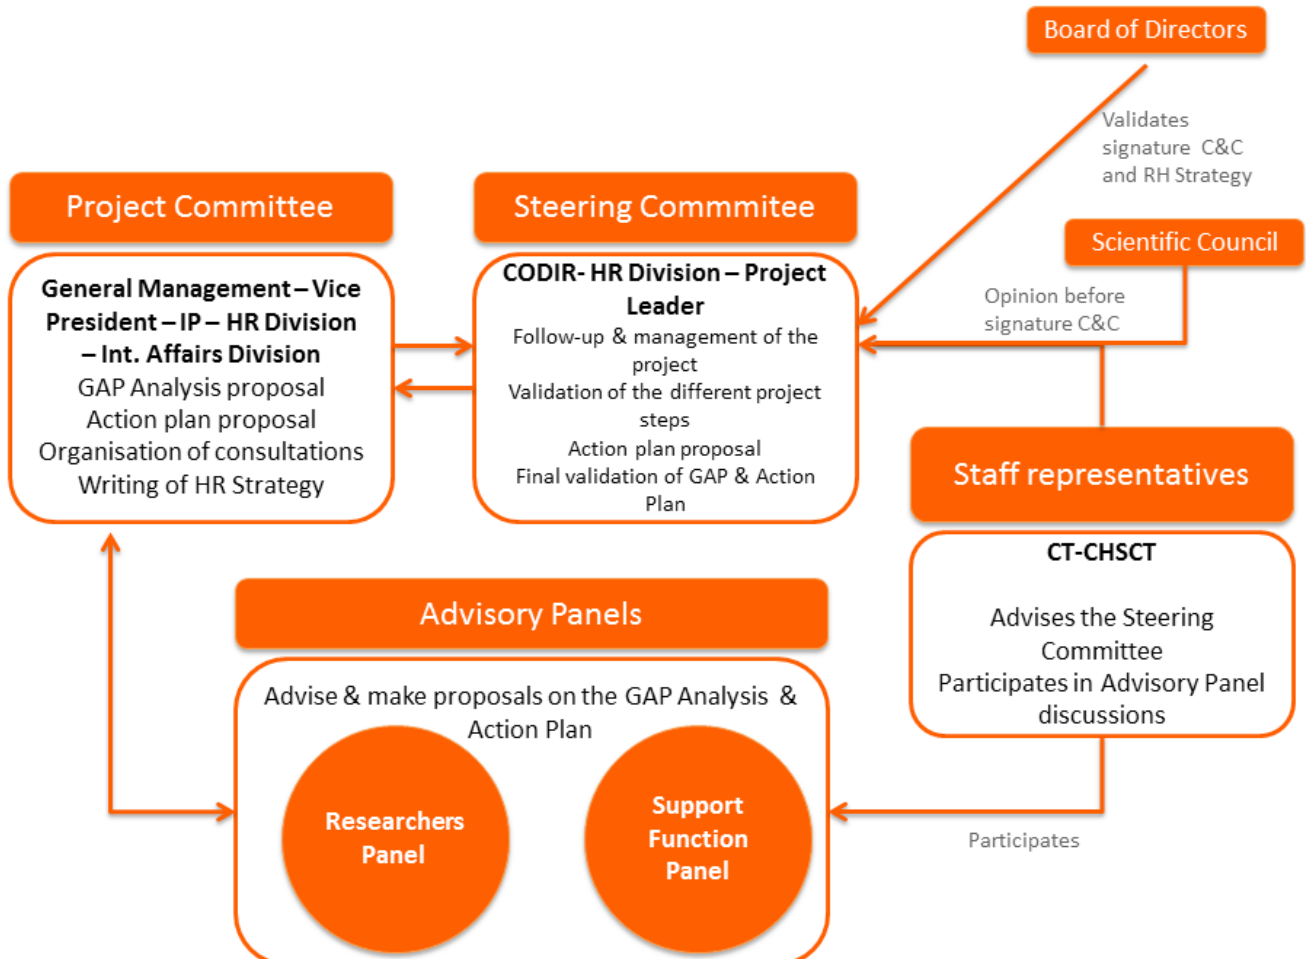 Board of Directors
Validates
signature C&C
and RH Strategy
Project Committee
Steering Commmitee
Scientific Council
General Management – Vice
President – IP – HR Division
– Int. Affairs Division
GAP Analysis proposal
Action plan proposal
Organisation of consultations
Writing of HR Strategy
CODIR- HR Division – Project
Leader
Follow-up & management of the
project
Validation of the different project
steps
Action plan proposal
Final validation of GAP & Action
Plan
Opinion before
signature C&C
Staff representatives
CT-CHSCT
Advises the Steering
Committee
Participates in Advisory Panel
discussions
Advisory Panels
Advise & make proposals on the GAP Analysis &
Action Plan
Researchers
Panel
Support
Function
Panel
Participates